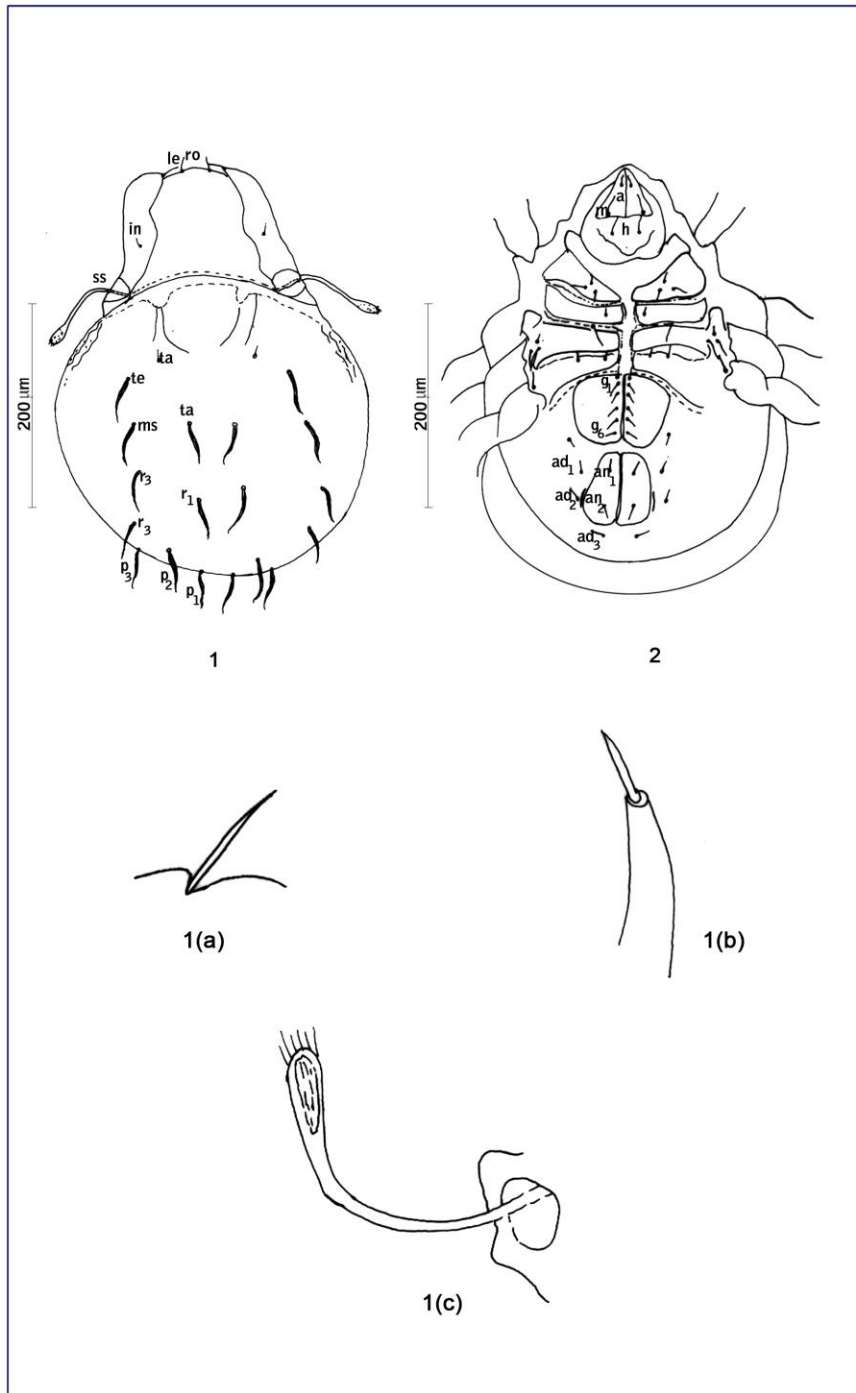 le ro
in
ss
200 µm
ta
te
ms
ta
r3
r1
r3
p3
p2
p1
1
a
m
h
200 µm
g1
g6
ad1
an1
ad2
an2
ad3
2
1(a)
1(b)
1(c)